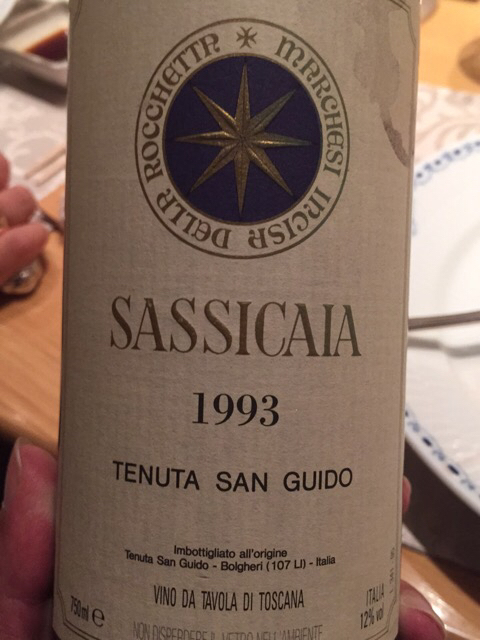 MARCHESI INCISA DELLA ROCCHETTA
SASSICAIA
1993
TENUTA SAN GUIDO
Imbottigliato all'origine
Tenuta San Guido - Bolgheri (107 LI) - Italia
VINO DA TAVOLA DI TOSCANA
750 ml e
ITALIA
12% vol
NON DISPERDERE IL VETRO NELL'AMBIENTE